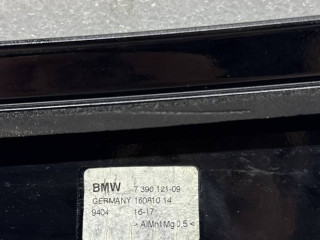 BMW 7 390 121-09
GERMANY 160810 14
9404 16-17
> AlMn1Mg0,5 <